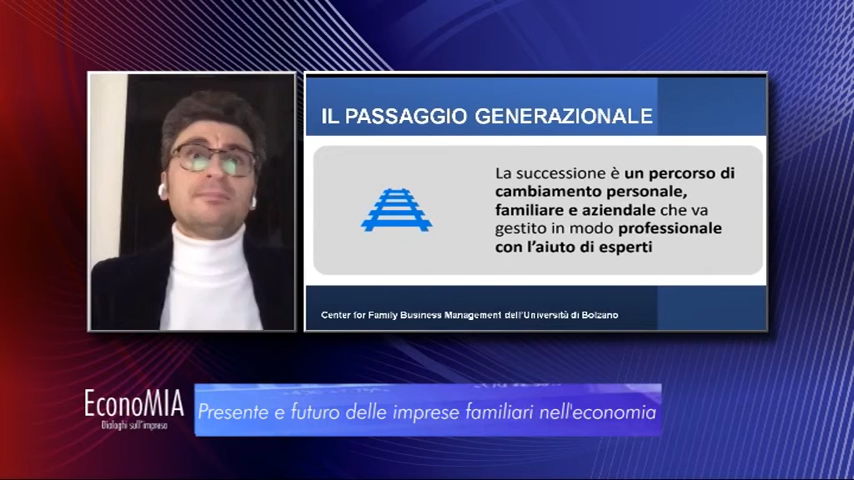 IL PASSAGGIO GENERAZIONALE
La successione è un percorso di
cambiamento personale,
familiare e aziendale che va
gestito in modo professionale
con l'aiuto di esperti
Center for Family Business Management dell'Università di Bolzano
EconoMIA
Dialoghi sull'impresa
Presente e futuro delle imprese familiari nell'economia